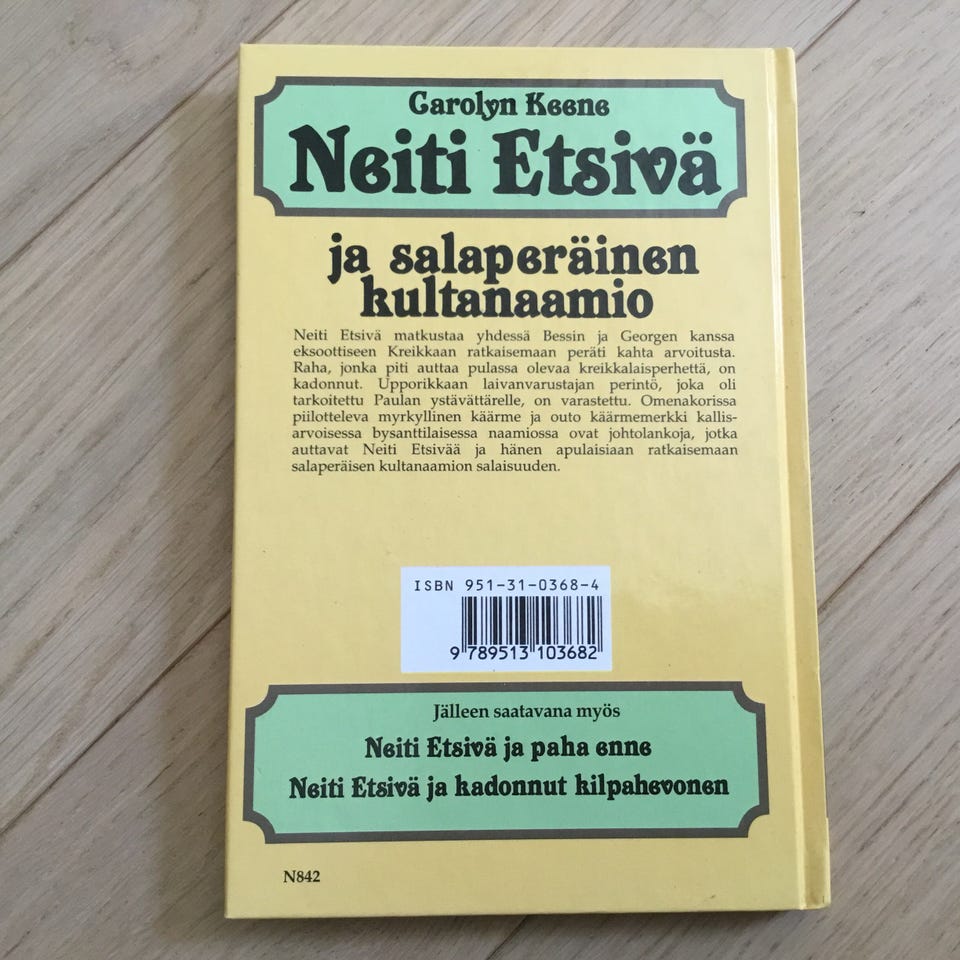 Carolyn Keene
Neiti Etsivä
ja salaperäinen
kultanaamio
Neiti Etsivä matkustaa yhdessä Bessin ja Georgen kanssa
eksoottiseen Kreikkaan ratkaisemaan peräti kahta arvoitusta.
Raha, jonka piti auttaa pulassa olevaa kreikkalaisperhettä, on
kadonnut. Upporikkaan laivanvarustajan perintö, joka oli
tarkoitettu Paulan ystävättärelle, on varastettu. Omenakorissa
piilotteleva myrkyllinen käärme ja outo käärmemerkki kallis-
arvoisessa bysanttilaisessa naamiossa ovat johtolankoja, jotka
auttavat Neiti Etsivää ja hänen apulaisiaan ratkaisemaan
salaperäisen kultanaamion salaisuuden.
ISBN 951-31-0368-4
9 789513 103682
Jälleen saatavana myös
Neiti Etsivä ja paha enne
Neiti Etsivä ja kadonnut kilpahevonen
N842